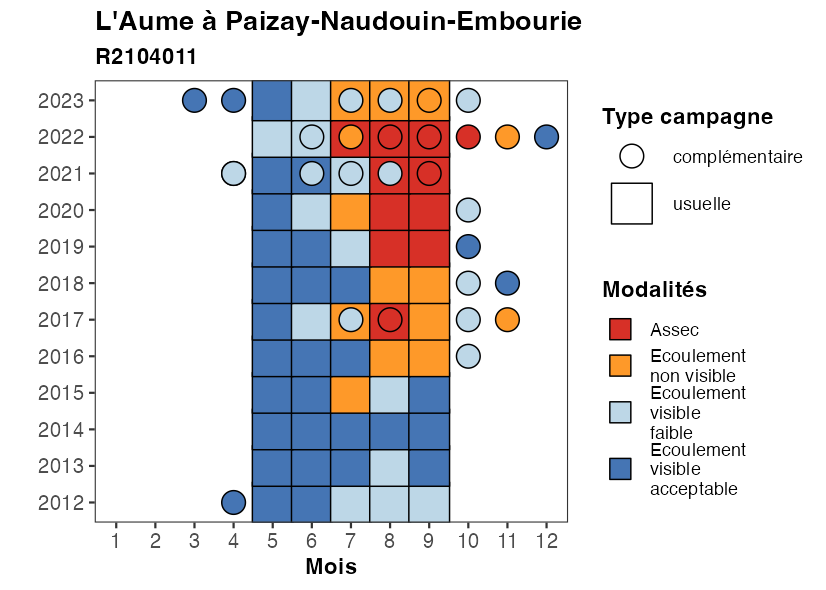 L'Aume à Paizay-Naudouin-Embourie
R2104011
2023
2022
2021
2020
2019
2018
2017
2016
2015
2014
2013
2012
1 2 3 4 5 6 7 8 9 10 11 12
Mois
Type campagne
complémentaire
usuelle
Modalités
Assec
Ecoulement
non visible
Ecoulement
visible
faible
Ecoulement
visible
acceptable